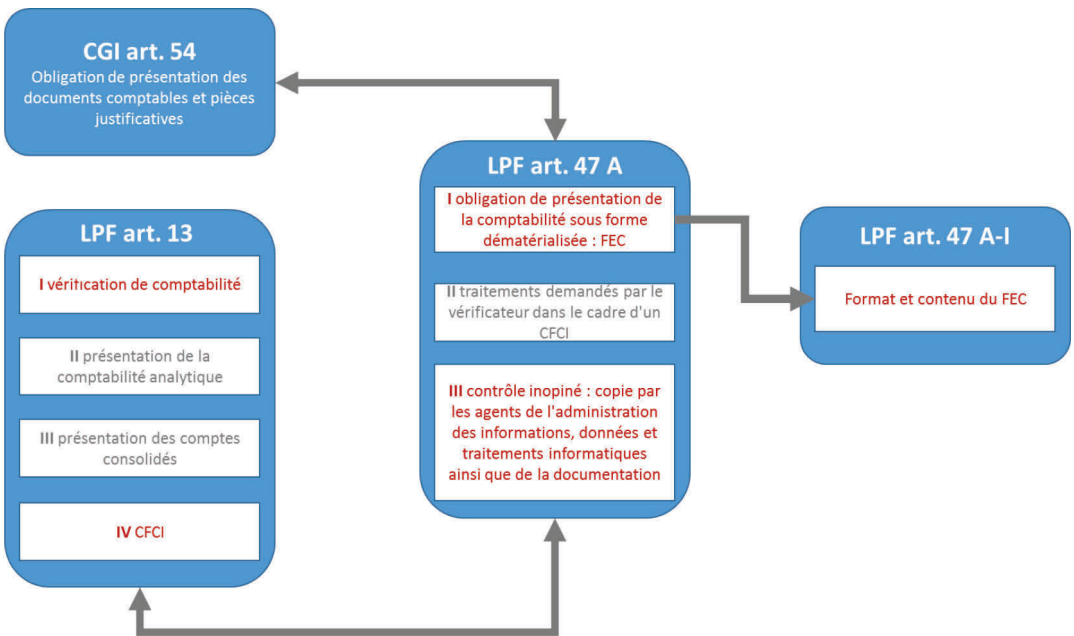 CGI art. 54
Obligation de présentation des
documents comptables et pièces
justificatives
LPF art. 13
I vérification de comptabilité
II présentation de la
comptabilité analytique
III présentation des comptes
consolidés
IV CFCI
LPF art. 47 A
I obligation de présentation de
la comptabilité sous forme
dématérialisée : FEC
II traitements demandés par le
vérificateur dans le cadre d'un
CFCI
III contrôle inopiné : copie par
les agents de l'administration
des informations, données et
traitements informatiques
ainsi que de la documentation
LPF art. 47 A-I
Format et contenu du FEC